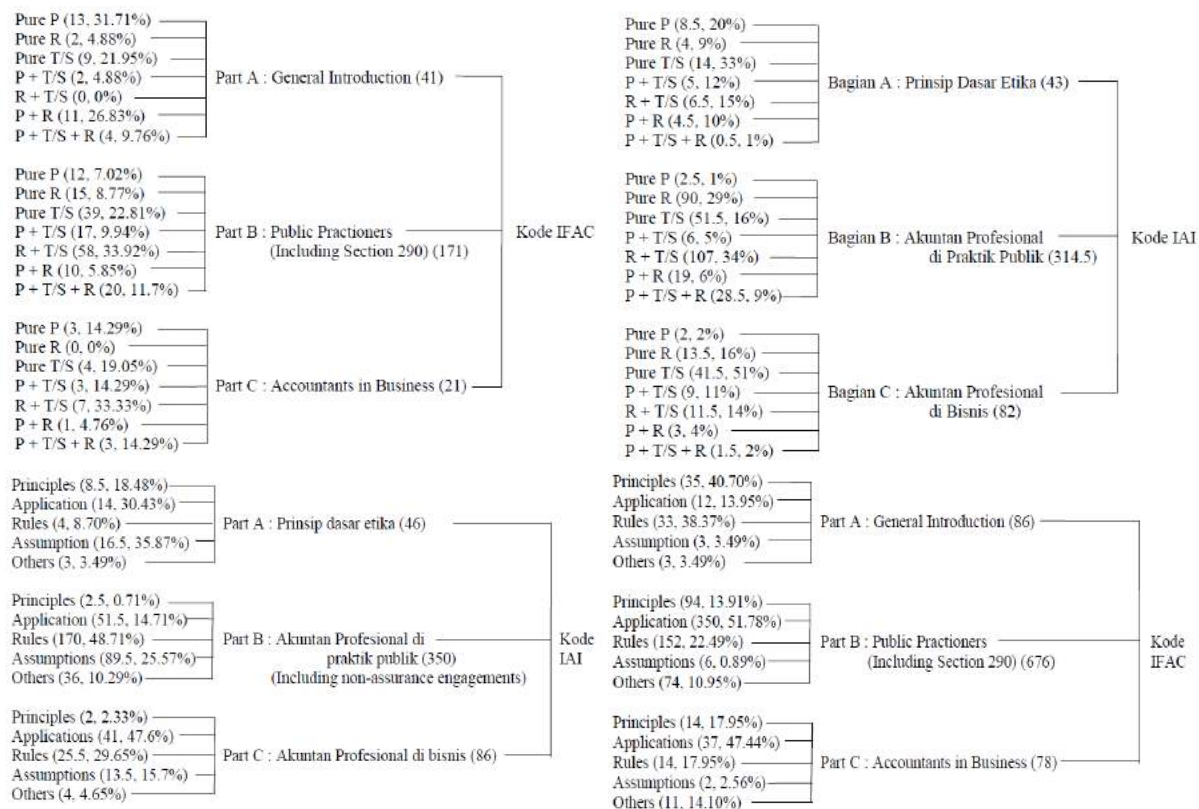 Pure P (13, 31.71%)
Pure R (2, 4.88%)
Pure T/S (9, 21.95%)
P + T/S (2, 4.88%)
R + T/S (0, 0%)
P + R (11, 26.83%)
P + T/S + R (4, 9.76%)
Part A : General Introduction (41)
Pure P (12, 7.02%)
Pure R (15, 8.77%)
Pure T/S (39, 22.81%)
P + T/S (17, 9.94%)
R + T/S (58, 33.92%)
P + R (10, 5.85%)
P + T/S + R (20, 11.7%)
Part B : Public Practioners
(Including Section 290) (171)
Pure P (3, 14.29%)
Pure R (0, 0%)
Pure T/S (4, 19.05%)
P + T/S (3, 14.29%)
R + T/S (7, 33.33%)
P + R (1, 4.76%)
P + T/S + R (3, 14.29%)
Part C : Accountants in Business (21)
Kode IFAC
Pure P (8.5, 20%)
Pure R (4, 9%)
Pure T/S (14, 33%)
P + T/S (5, 12%)
R + T/S (6.5, 15%)
P + R (4.5, 10%)
P + T/S + R (0.5, 1%)
Bagian A : Prinsip Dasar Etika (43)
Pure P (2.5, 1%)
Pure R (90, 29%)
Pure T/S (51.5, 16%)
P + T/S (6, 5%)
R + T/S (107, 34%)
P + R (19, 6%)
P + T/S + R (28.5, 9%)
Bagian B : Akuntan Profesional
di Praktik Publik (314.5)
Pure P (2, 2%)
Pure R (13.5, 16%)
Pure T/S (41.5, 51%)
P + T/S (9, 11%)
R + T/S (11.5, 14%)
P + R (3, 4%)
P + T/S + R (1.5, 2%)
Bagian C : Akuntan Profesional
di Bisnis (82)
Kode IAI
Principles (8.5, 18.48%)
Application (14, 30.43%)
Rules (4, 8.70%)
Assumption (16.5, 35.87%)
Others (3, 3.49%)
Part A : Prinsip dasar etika (46)
Principles (2.5, 0.71%)
Application (51.5, 14.71%)
Rules (170, 48.71%)
Assumptions (89.5, 25.57%)
Others (36, 10.29%)
Part B : Akuntan Profesional di
praktik publik (350)
(Including non-assurance engagements)
Principles (2, 2.33%)
Applications (41, 47.6%)
Rules (25.5, 29.65%)
Assumptions (13.5, 15.7%)
Others (4, 4.65%)
Part C : Akuntan Profesional di bisnis (86)
Kode
IAI
Principles (35, 40.70%)
Application (12, 13.95%)
Rules (33, 38.37%)
Assumption (3, 3.49%)
Others (3, 3.49%)
Part A : General Introduction (86)
Principles (94, 13.91%)
Application (350, 51.78%)
Rules (152, 22.49%)
Assumptions (6, 0.89%)
Others (74, 10.95%)
Part B : Public Practioners
(Including Section 290) (676)
Principles (14, 17.95%)
Applications (37, 47.44%)
Rules (14, 17.95%)
Assumptions (2, 2.56%)
Others (11, 14.10%)
Part C : Accountants in Business (78)
Kode
IFAC